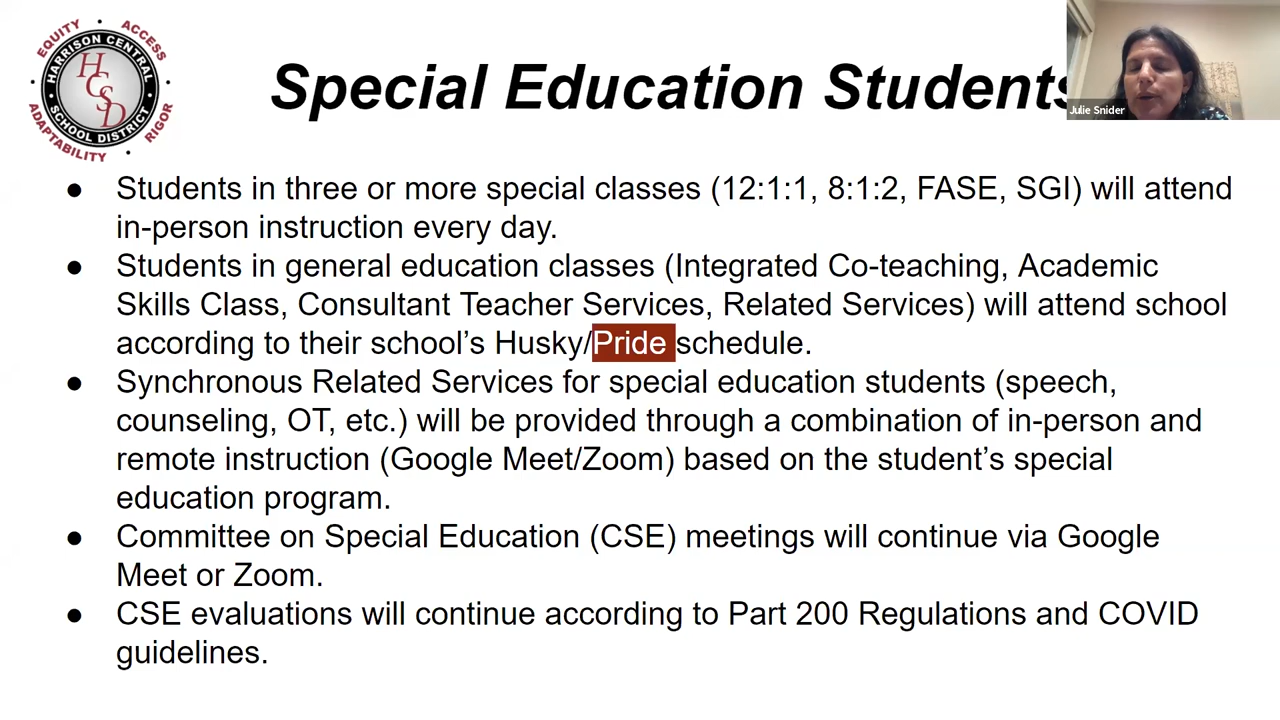 EQUITY ACCESS
HARRISON CENTRAL
HCSD
SCHOOL DISTRICT
ADAPTABILITY RIGOR
Special Education Students
Julie Snider
● Students in three or more special classes (12:1:1, 8:1:2, FASE, SGI) will attend
in-person instruction every day.
● Students in general education classes (Integrated Co-teaching, Academic
Skills Class, Consultant Teacher Services, Related Services) will attend school
according to their school’s Husky/Pride schedule.
● Synchronous Related Services for special education students (speech,
counseling, OT, etc.) will be provided through a combination of in-person and
remote instruction (Google Meet/Zoom) based on the student’s special
education program.
● Committee on Special Education (CSE) meetings will continue via Google
Meet or Zoom.
● CSE evaluations will continue according to Part 200 Regulations and COVID
guidelines.